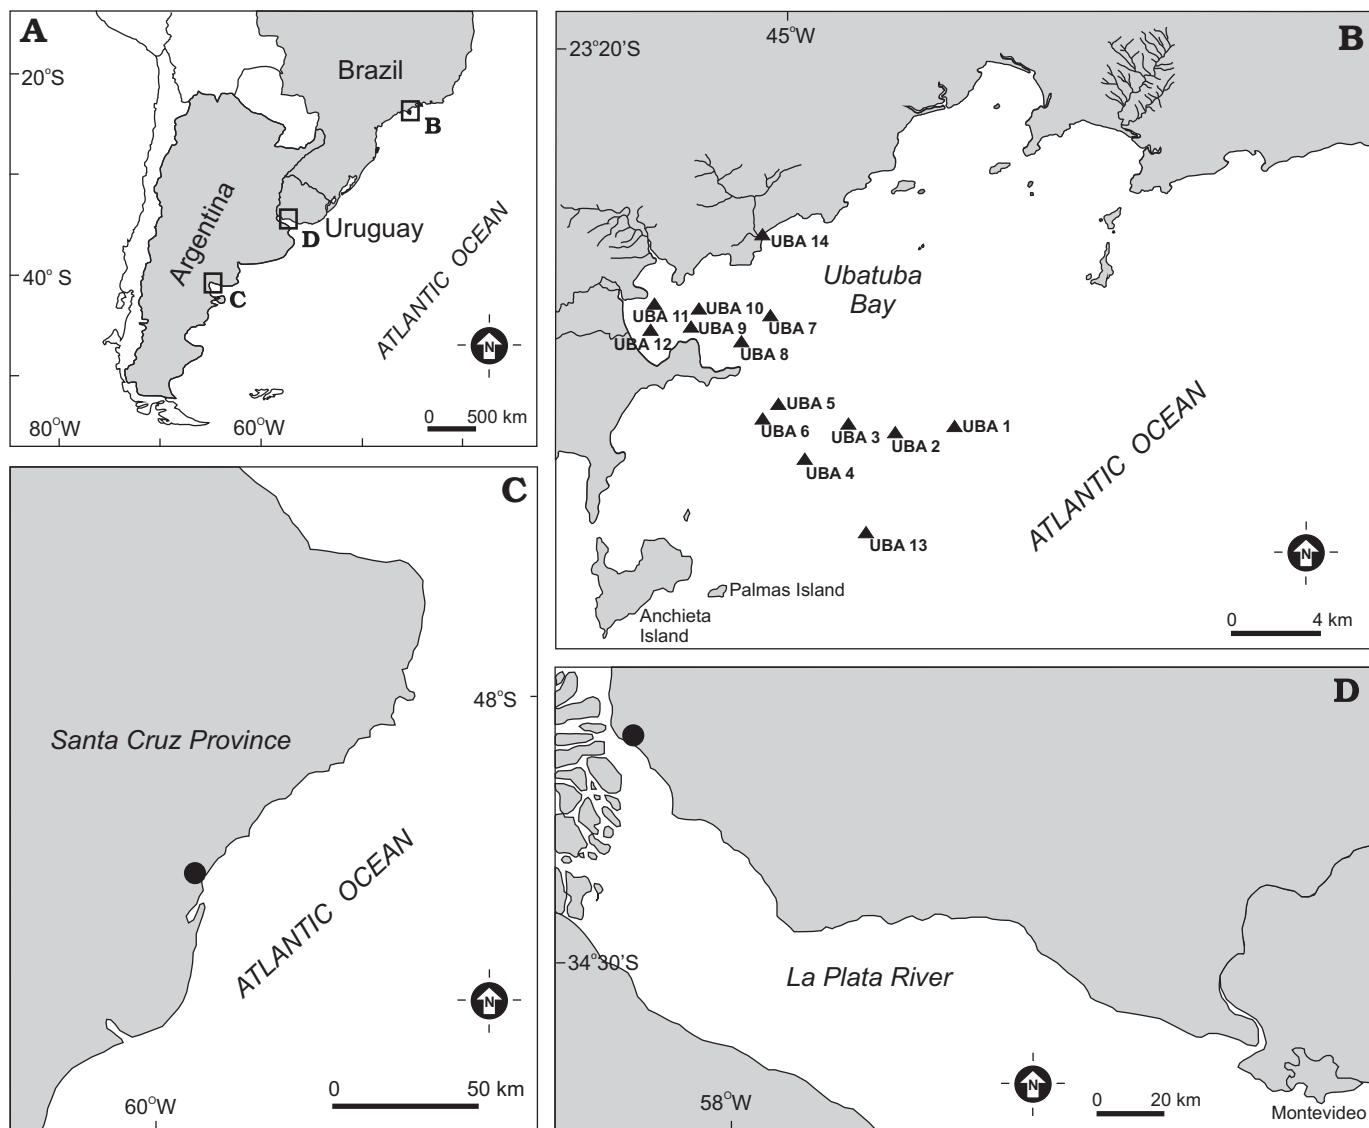 A
20°S
Brazil
B
Argentina
Uruguay
D
40° S
C
ATLANTIC OCEAN
N
0 500 km
80°W
60°W
B
23°20'S
45°W
UBA 14
Ubatuba
Bay
UBA 10
UBA 11
UBA 9
UBA 7
UBA 12
UBA 8
UBA 5
UBA 6
UBA 3
UBA 2
UBA 1
UBA 4
UBA 13
ATLANTIC OCEAN
N
Palmas Island
Anchieta
Island
0 4 km
C
48°S
Santa Cruz Province
ATLANTIC OCEAN
N
0 50 km
60°W
D
34°30'S
La Plata River
N
58°W
0 20 km
Montevideo